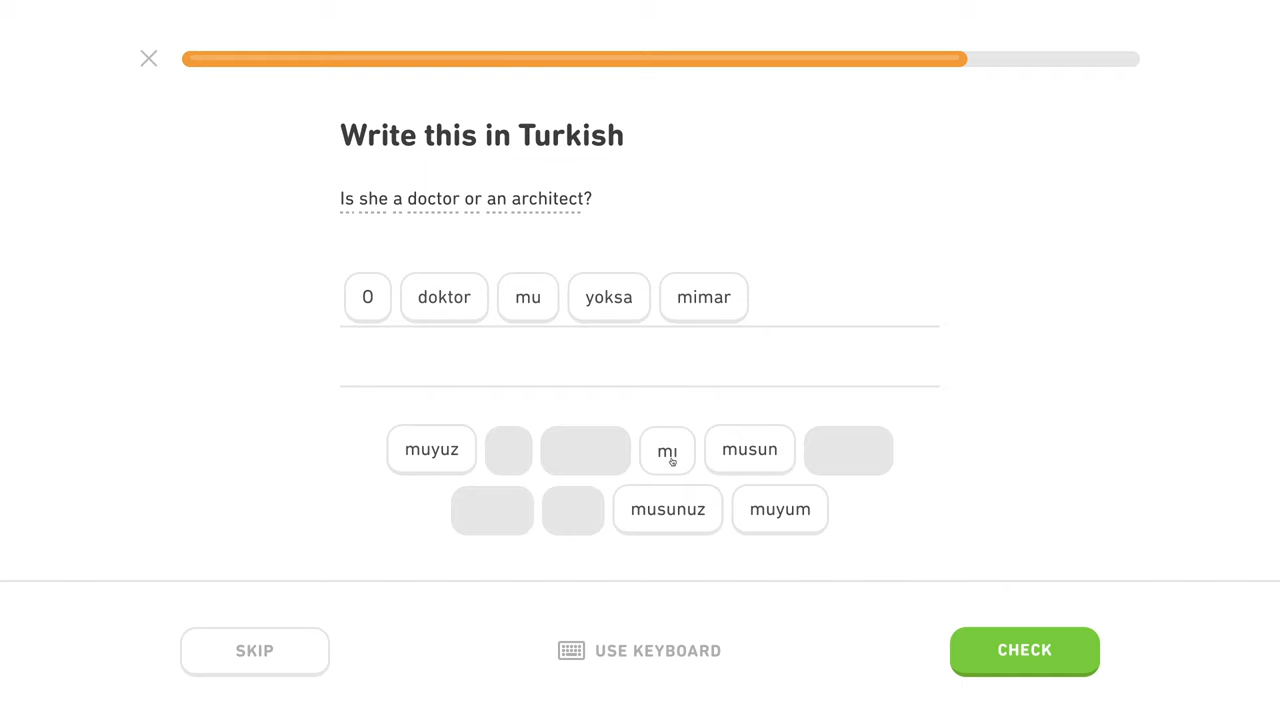 Write this in Turkish
Is she a doctor or an architect?
O doktor mu yoksa mimar
muyuz mı musun
musunuz muyum
SKIP USE KEYBOARD CHECK